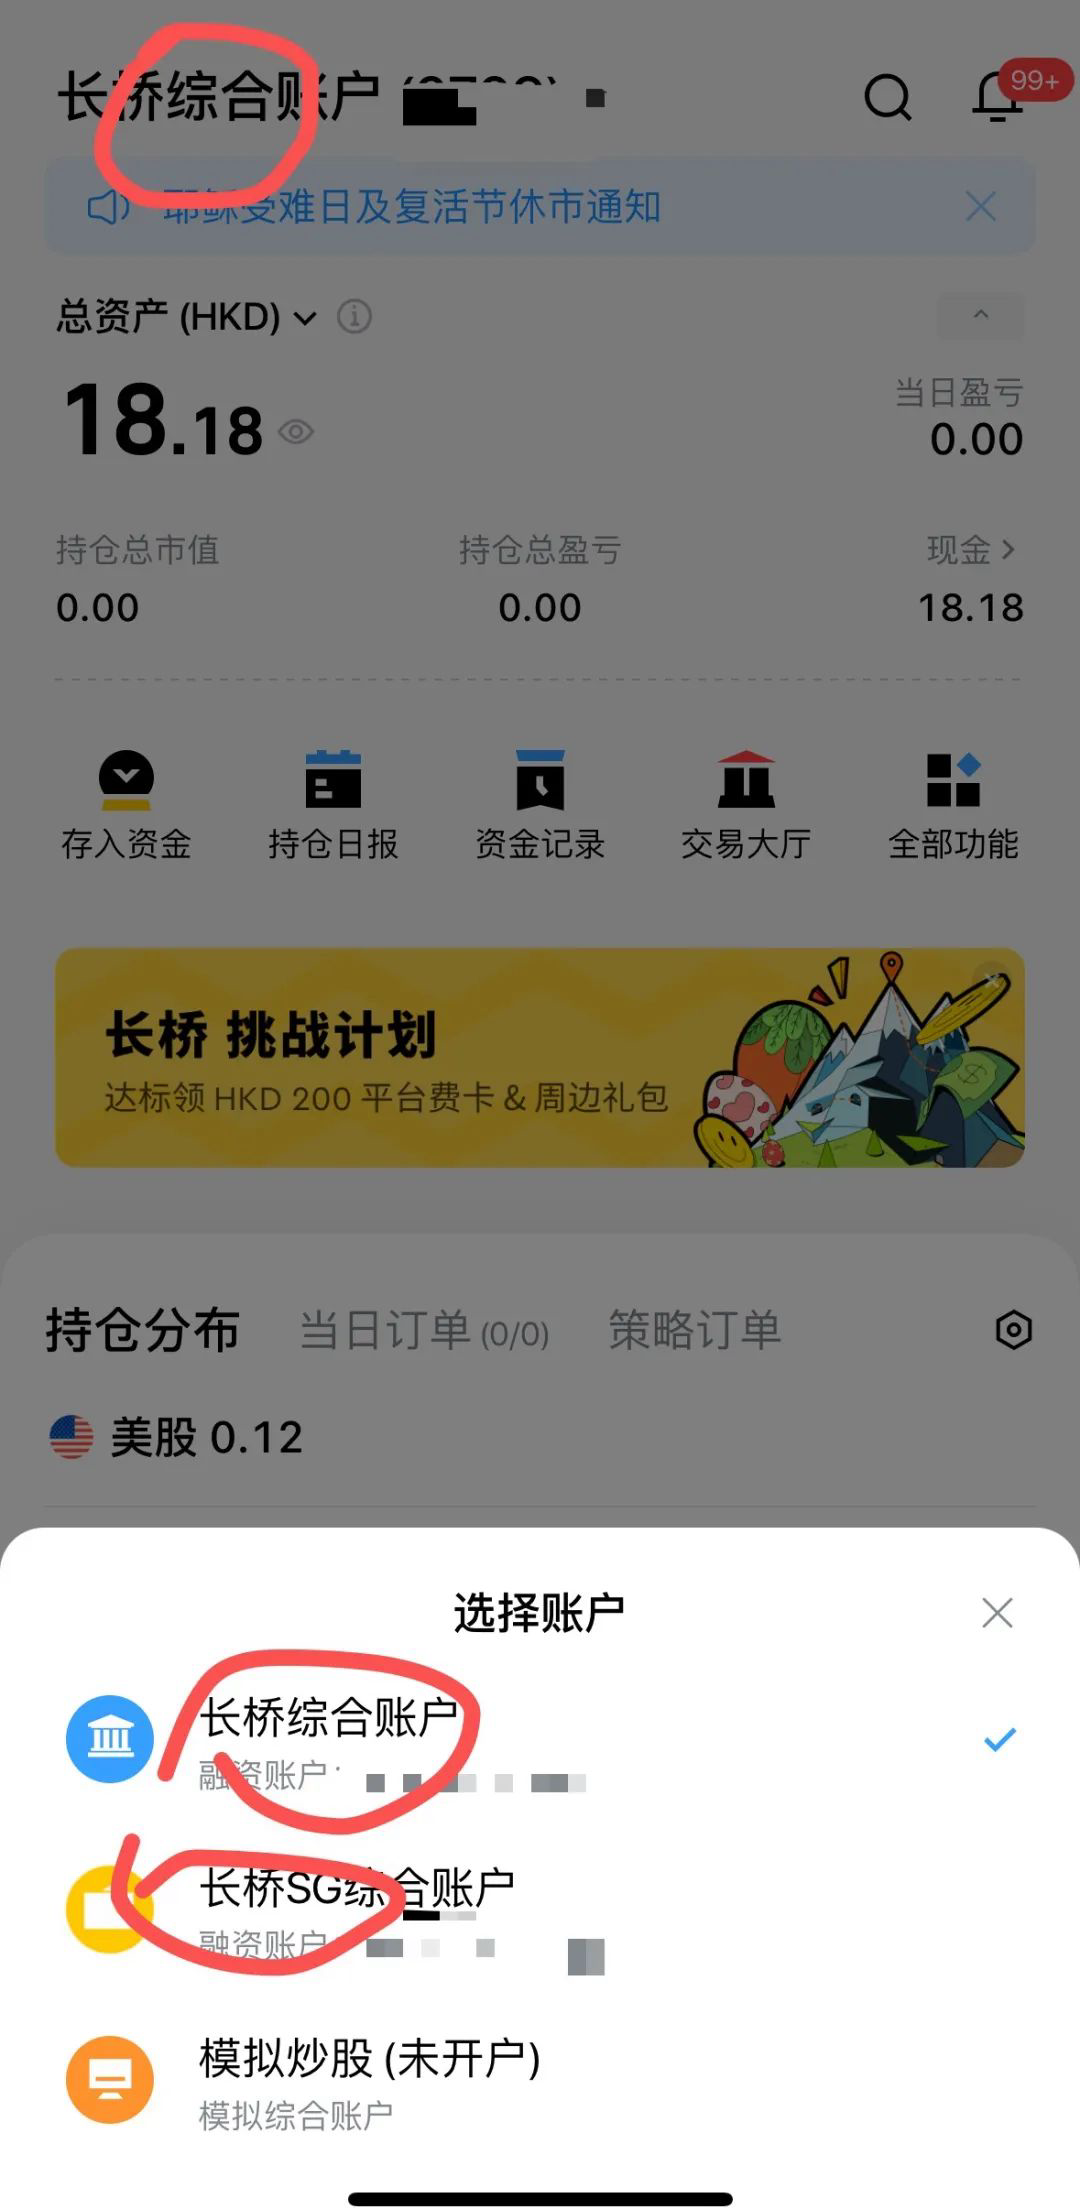 长桥综合账户
99+
耶稣受难日及复活节休市通知
总资产 (HKD)
18.18
当日盈亏
0.00
持仓总市值
持仓总盈亏
现金
0.00
0.00
18.18
存入资金
持仓日报
资金记录
交易大厅
全部功能
长桥 挑战计划
达标领 HKD 200 平台费卡 & 周边礼包
持仓分布
当日订单 (0/0)
策略订单
美股 0.12
选择账户
长桥综合账户
融资账户
长桥SG综合账户
融资账户
模拟炒股 (未开户)
模拟综合账户